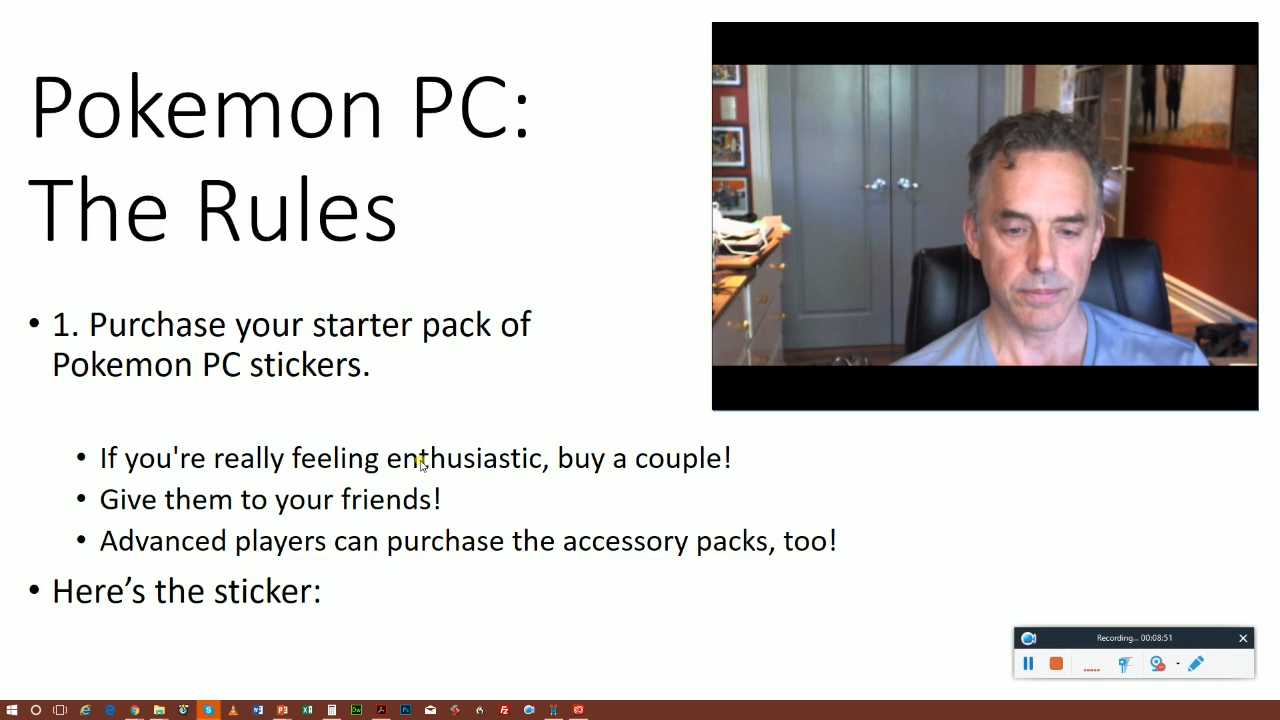 Pokemon PC:
The Rules
• 1. Purchase your starter pack of
Pokemon PC stickers.
• If you're really feeling enthusiastic, buy a couple!
• Give them to your friends!
• Advanced players can purchase the accessory packs, too!
• Here’s the sticker:
Recording... 00:08:51